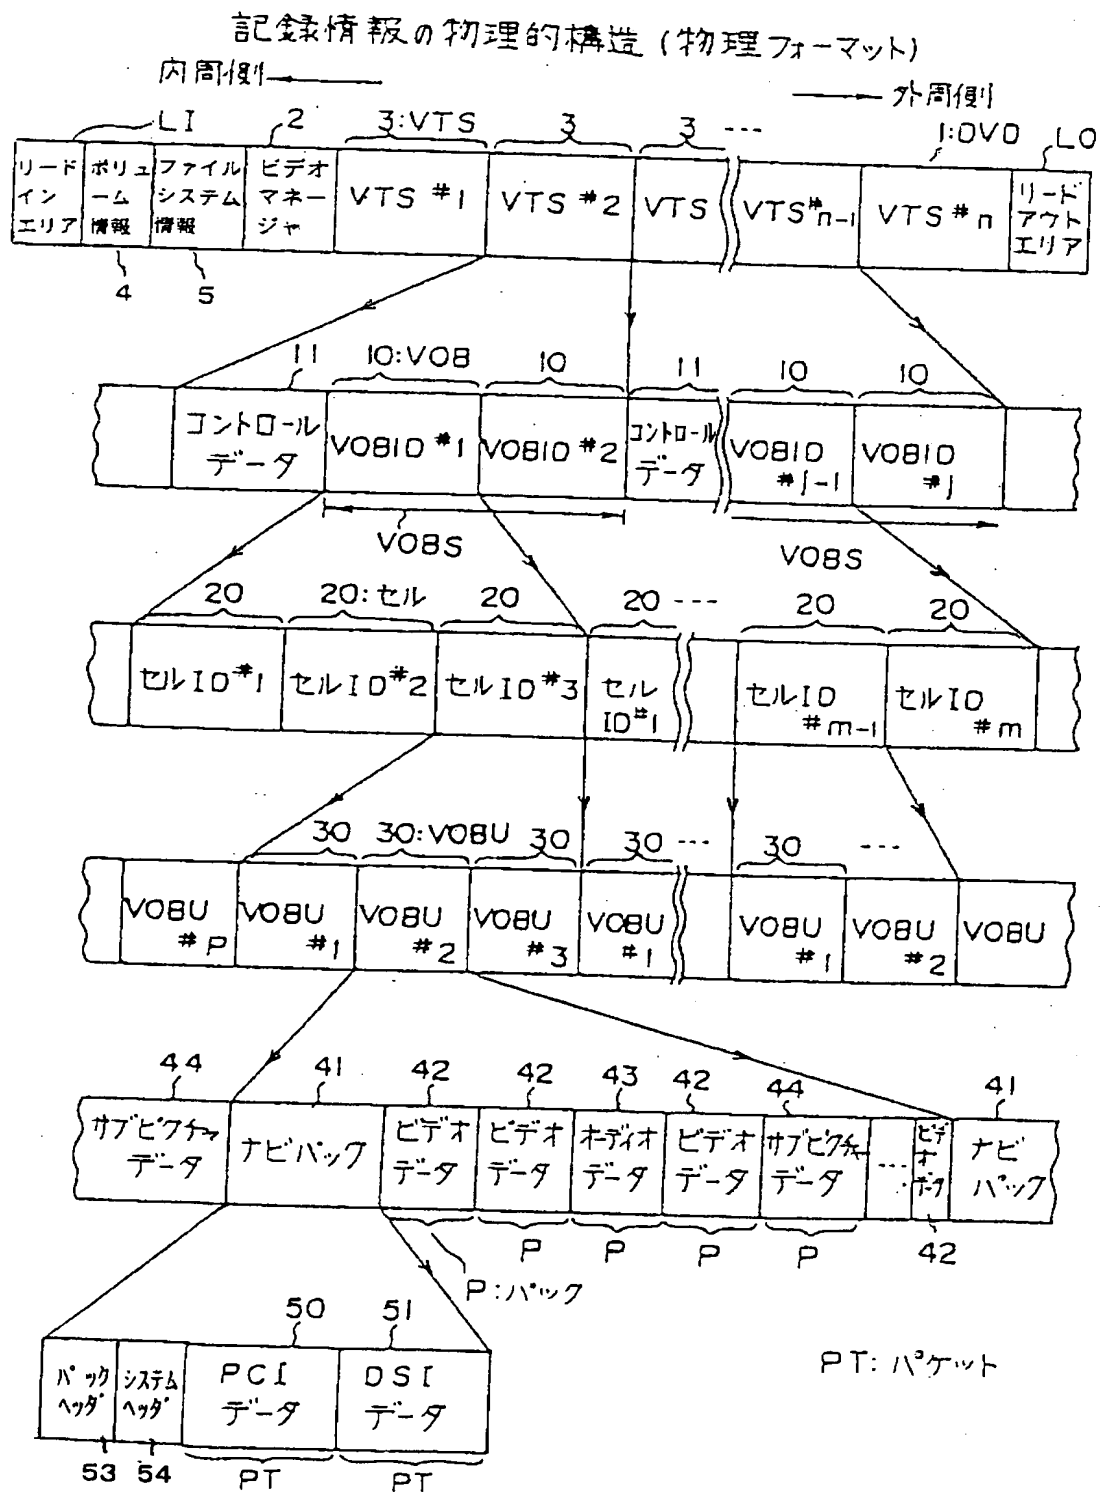 記録情報の物理的構造 (物理フォーマット)
内周側
外周側
LI 2 3:VTS 3 3 --- 1:DVD LO
リード
イン
エリア
ボリュ
ーム
情報
ファイル
システム
情報
ビデオ
マネー
ジャ
VTS #1
VTS #2
VTS
VTS#n-1
VTS #n
リード
アウト
エリア
4 5
11 10:VOB 10 11 10 10
コントロール
データ
VOBID #1
VOBID #2
コントロール
データ
VOBID
#j-1
VOBID
#j
VOBS
VOBS
20 20:セル 20 20 --- 20 20
セルID#1
セルID#2
セルID#3
セル
ID#1
セルID
#m-1
セルID
#m
30 30:VOBU 30 30 --- 30 ---
VOBU
#P
VOBU
#1
VOBU
#2
VOBU
#3
VOBU
#1
VOBU
#1
VOBU
#2
VOBU
44 41 42 42 43 42 44 41
サブピクチャ
データ
ナビパック
ビデオ
データ
ビデオ
データ
オーディオ
データ
ビデオ
データ
サブピクチャ
データ
...
ビデ
オ
データ
ナビ
パック
P P P P 42
P:パック
50 51
パック
ヘッダ
システム
ヘッダ
PCI
データ
DSI
データ
PT:パケット
53 54 PT PT